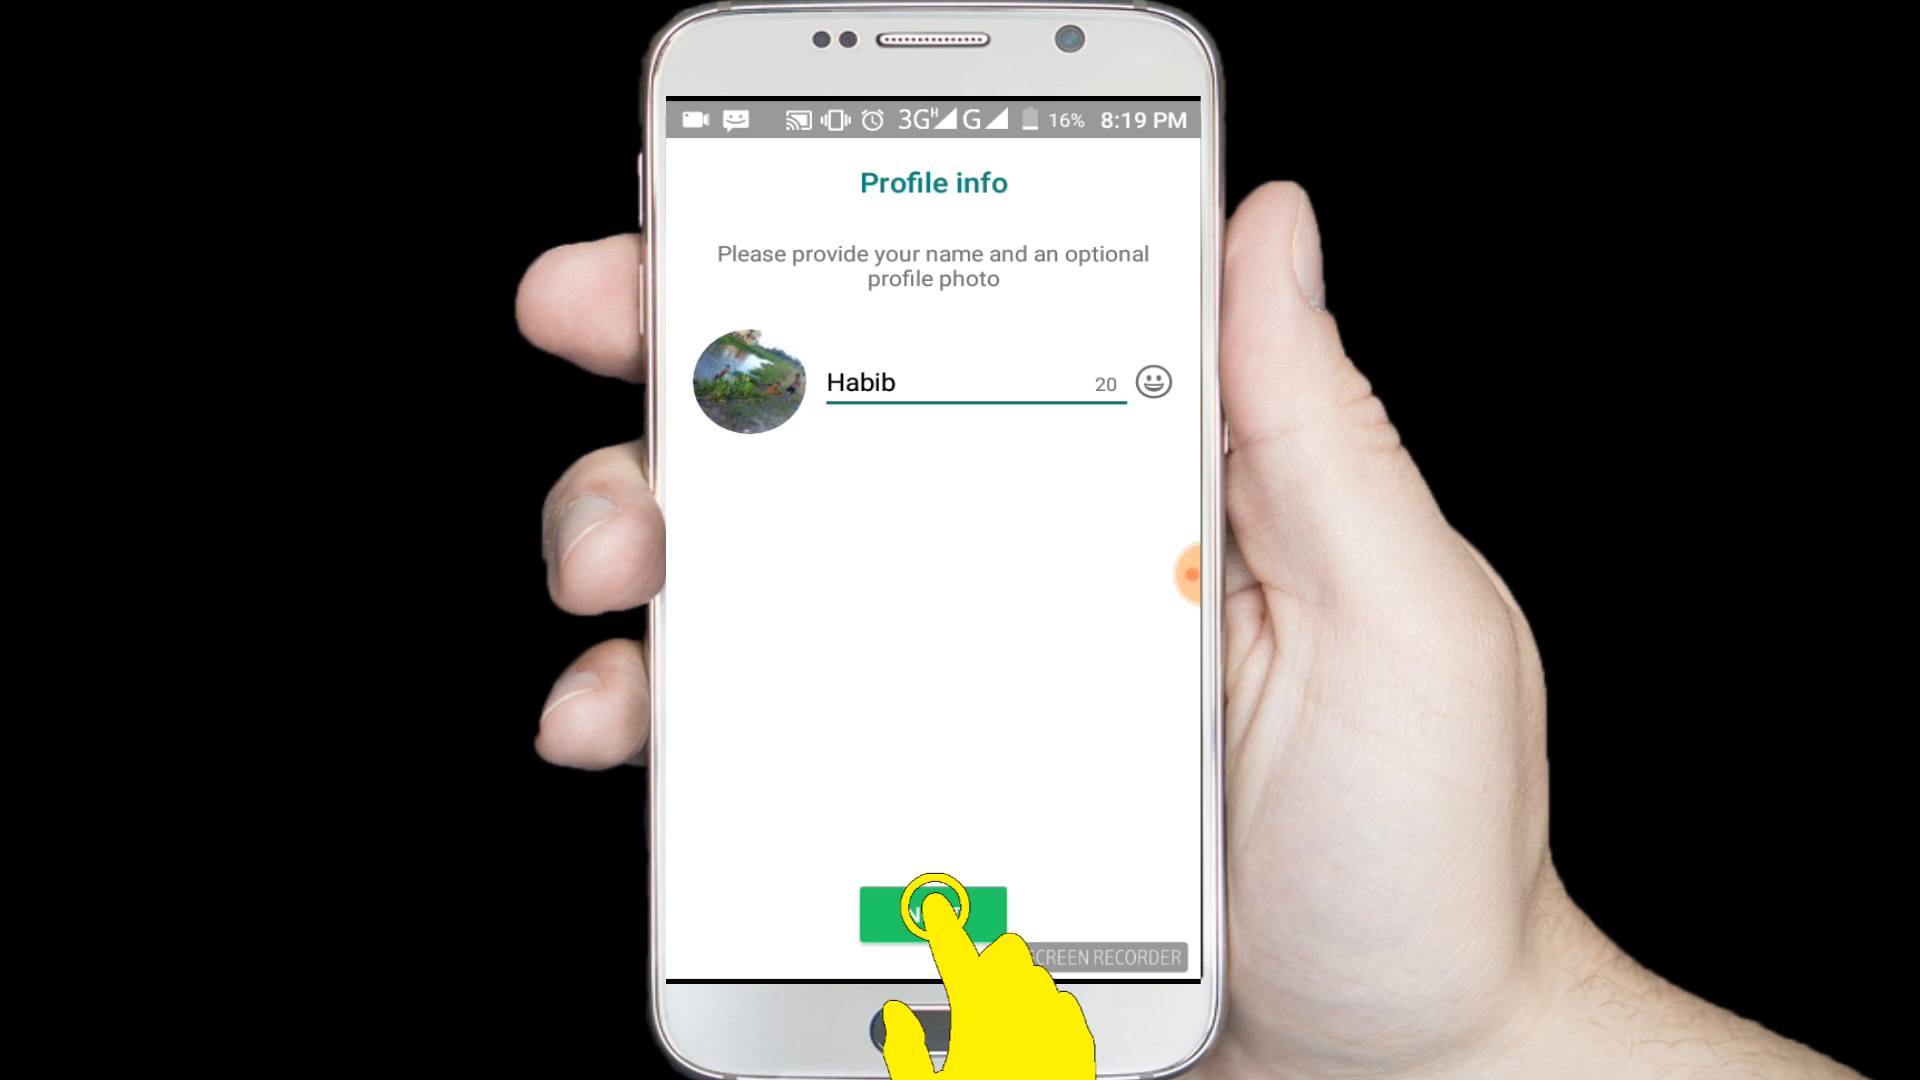 3G H G 16% 8:19 PM
Profile info
Please provide your name and an optional
profile photo
Habib 20
RECORDER